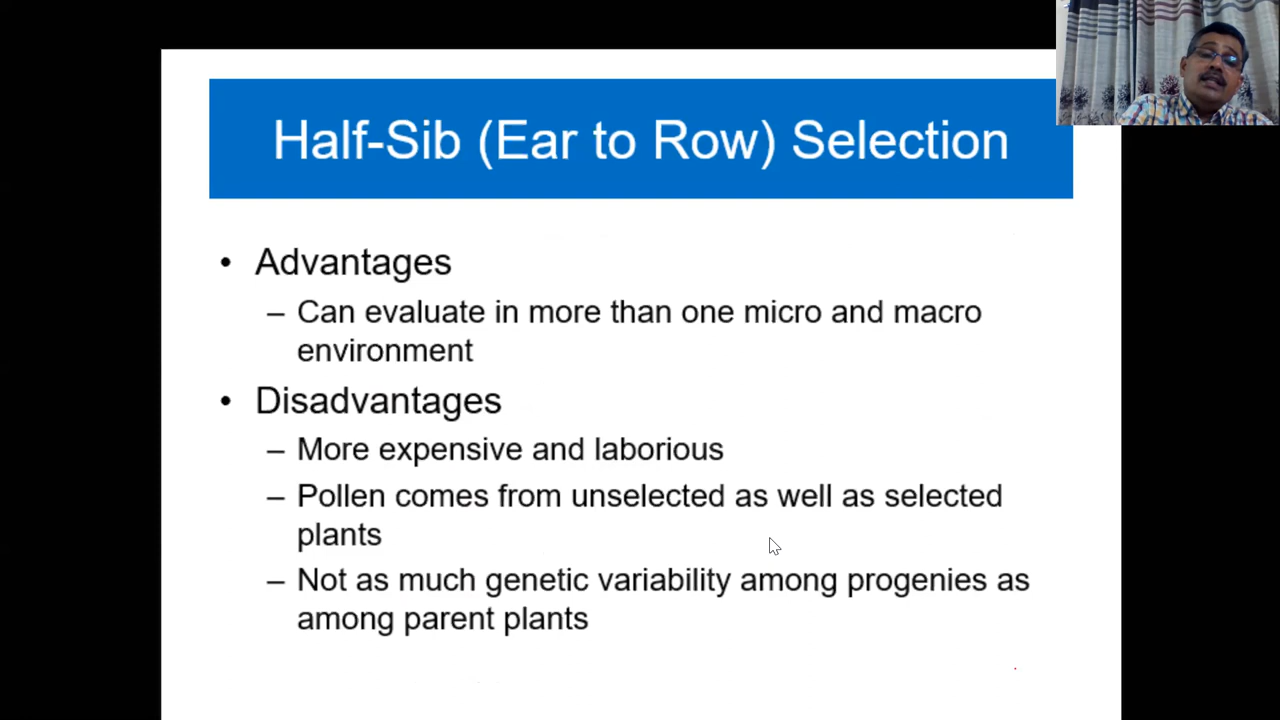 Half-Sib (Ear to Row) Selection
• Advantages
– Can evaluate in more than one micro and macro
environment
• Disadvantages
– More expensive and laborious
– Pollen comes from unselected as well as selected
plants
– Not as much genetic variability among progenies as
among parent plants